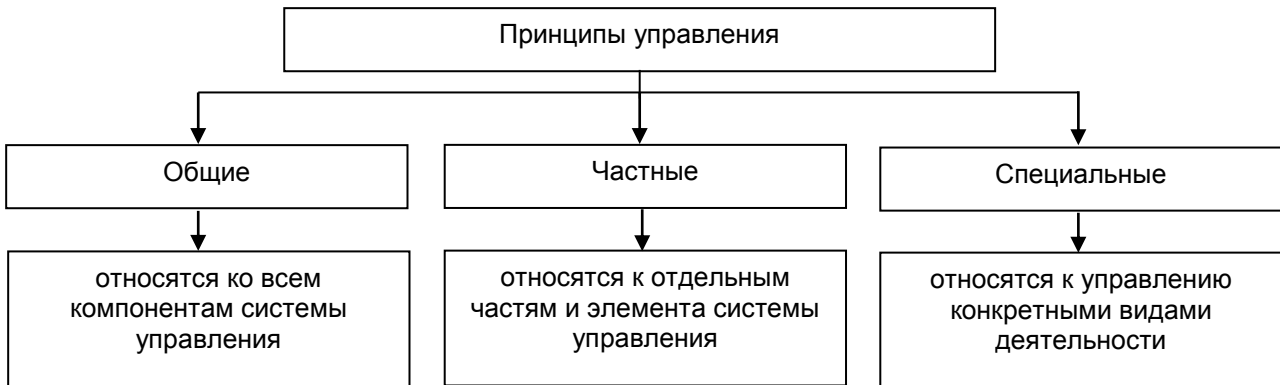 Принципы управления
Общие
Частные
Специальные
относятся ко всем
компонентам системы
управления
относятся к отдельным
частям и элемента системы
управления
относятся к управлению
конкретными видами
деятельности